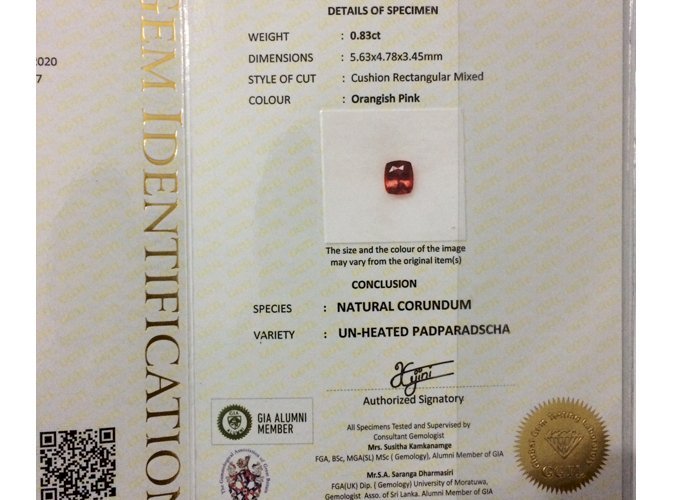 2020
7
GEM IDENTIFICATION
DETAILS OF SPECIMEN
WEIGHT : 0.83ct
DIMENSIONS : 5.63x4.78x3.45mm
STYLE OF CUT : Cushion Rectangular Mixed
COLOUR : Orangish Pink
The size and the colour of the image
may vary from the original item(s)
CONCLUSION
SPECIES : NATURAL CORUNDUM
VARIETY : UN-HEATED PADPARADSCHA
Authorized Signatory
GIA ALUMNI
MEMBER
All Specimens Tested and Supervised by
Consultant Gemologist
Mrs. Susitha Kamkanamge
FGA, BSc, MGA(SL) MSc ( Gemology), Alumni Member of GIA
Mr.S.A. Saranga Dharmasiri
FGA(UK) Dip. ( Gemology) University of Moratuwa,
Gemologist Asso. of Sri Lanka. Alumni Member of GIA